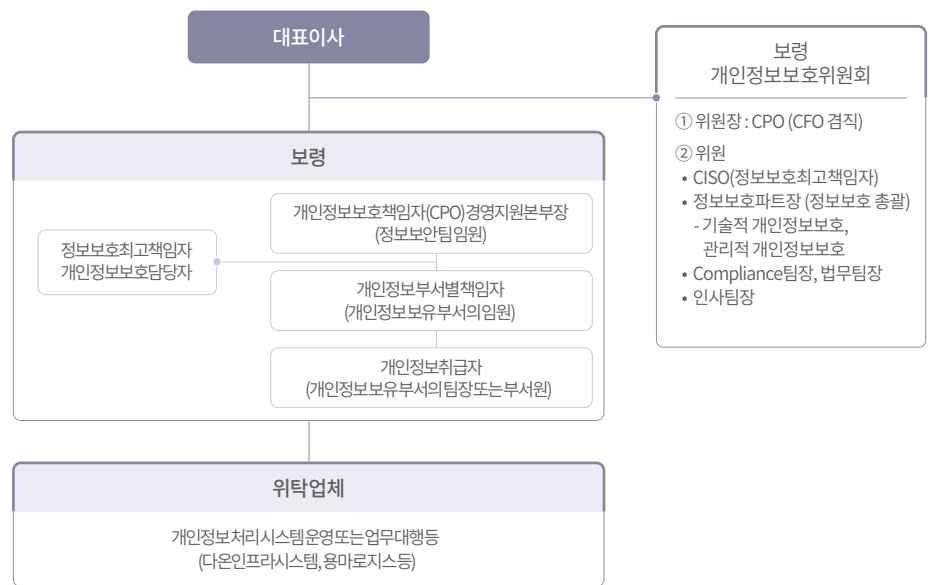 대표이사
보령
개인정보보호위원회
① 위원장 : CPO (CFO 겸직)
② 위원
• CISO(정보보호최고책임자)
• 정보보호파트장 (정보보호 총괄)
- 기술적 개인정보보호,
관리적 개인정보보호
• Compliance팀장, 법무팀장
• 인사팀장
보령
개인정보보호책임자(CPO)경영지원본부장
(정보보안팀임원)
정보보호최고책임자
개인정보보호담당자
개인정보부서별책임자
(개인정보보유부서의임원)
개인정보취급자
(개인정보보유부서의팀장또는부서원)
위탁업체
개인정보처리시스템운영또는업무대행등
(다온인프라시스템,용마로지스등)